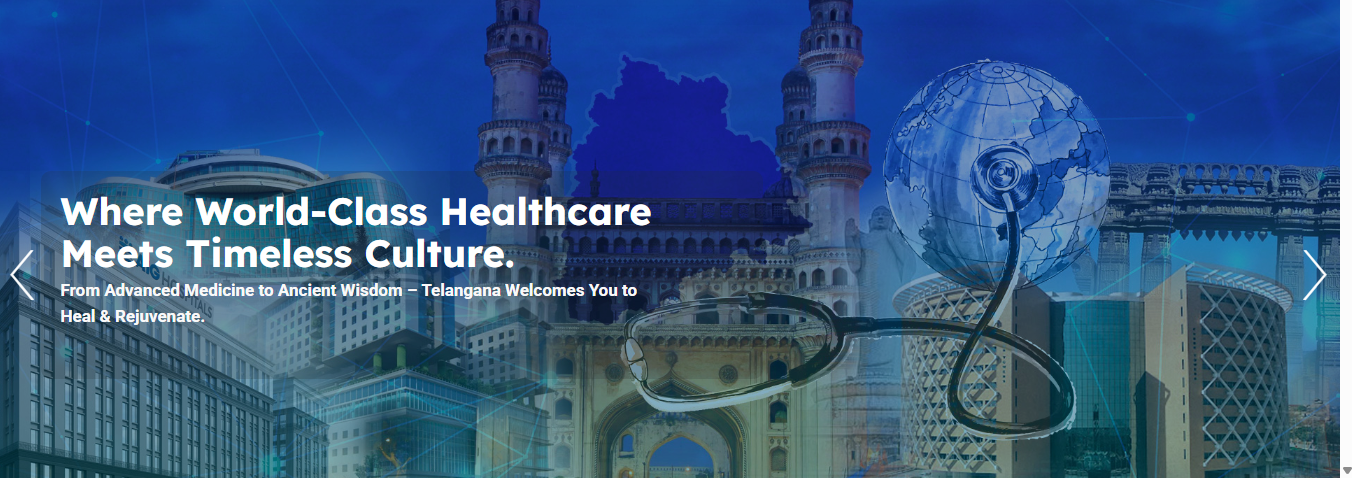 Where World-Class Healthcare
Meets Timeless Culture.
From Advanced Medicine to Ancient Wisdom – Telangana Welcomes You to
Heal & Rejuvenate.